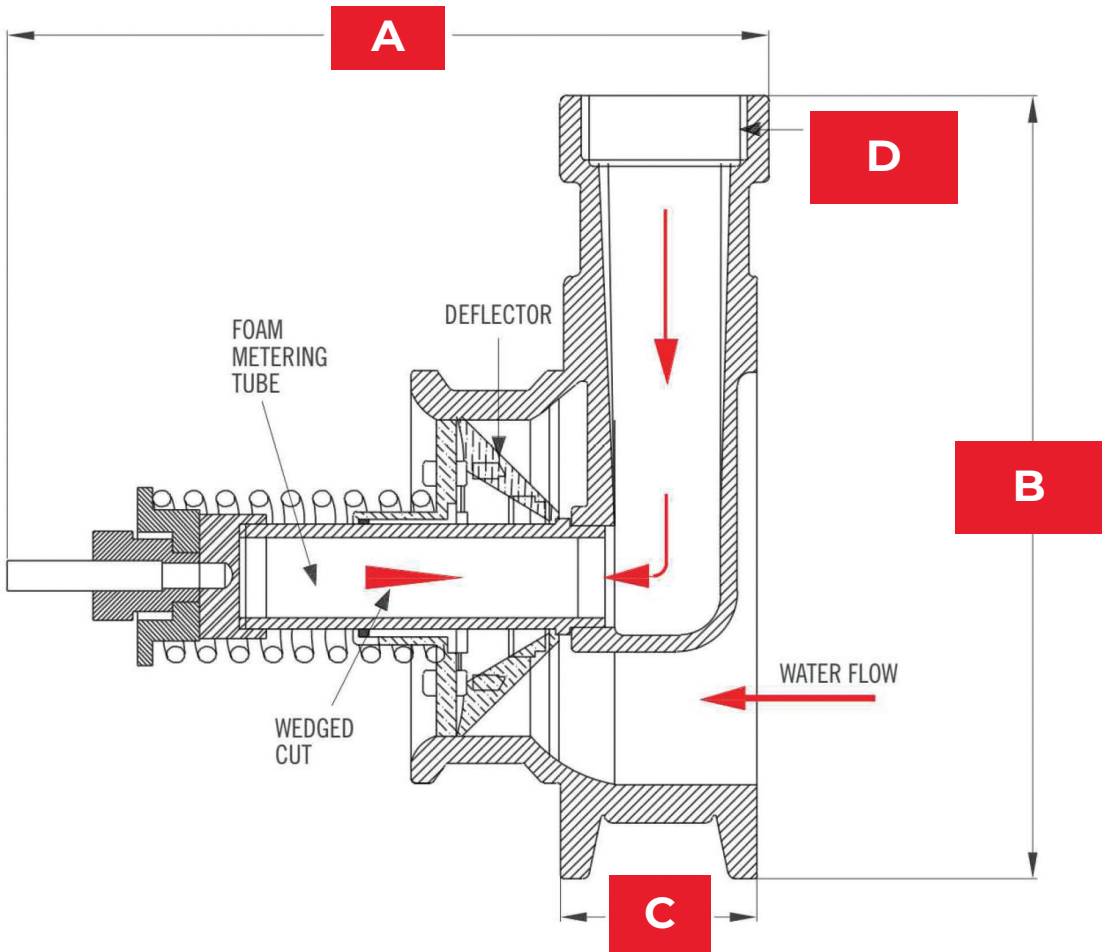 A
D
DEFLECTOR
FOAM
METERING
TUBE
B
WATER FLOW
WEDGED
CUT
C